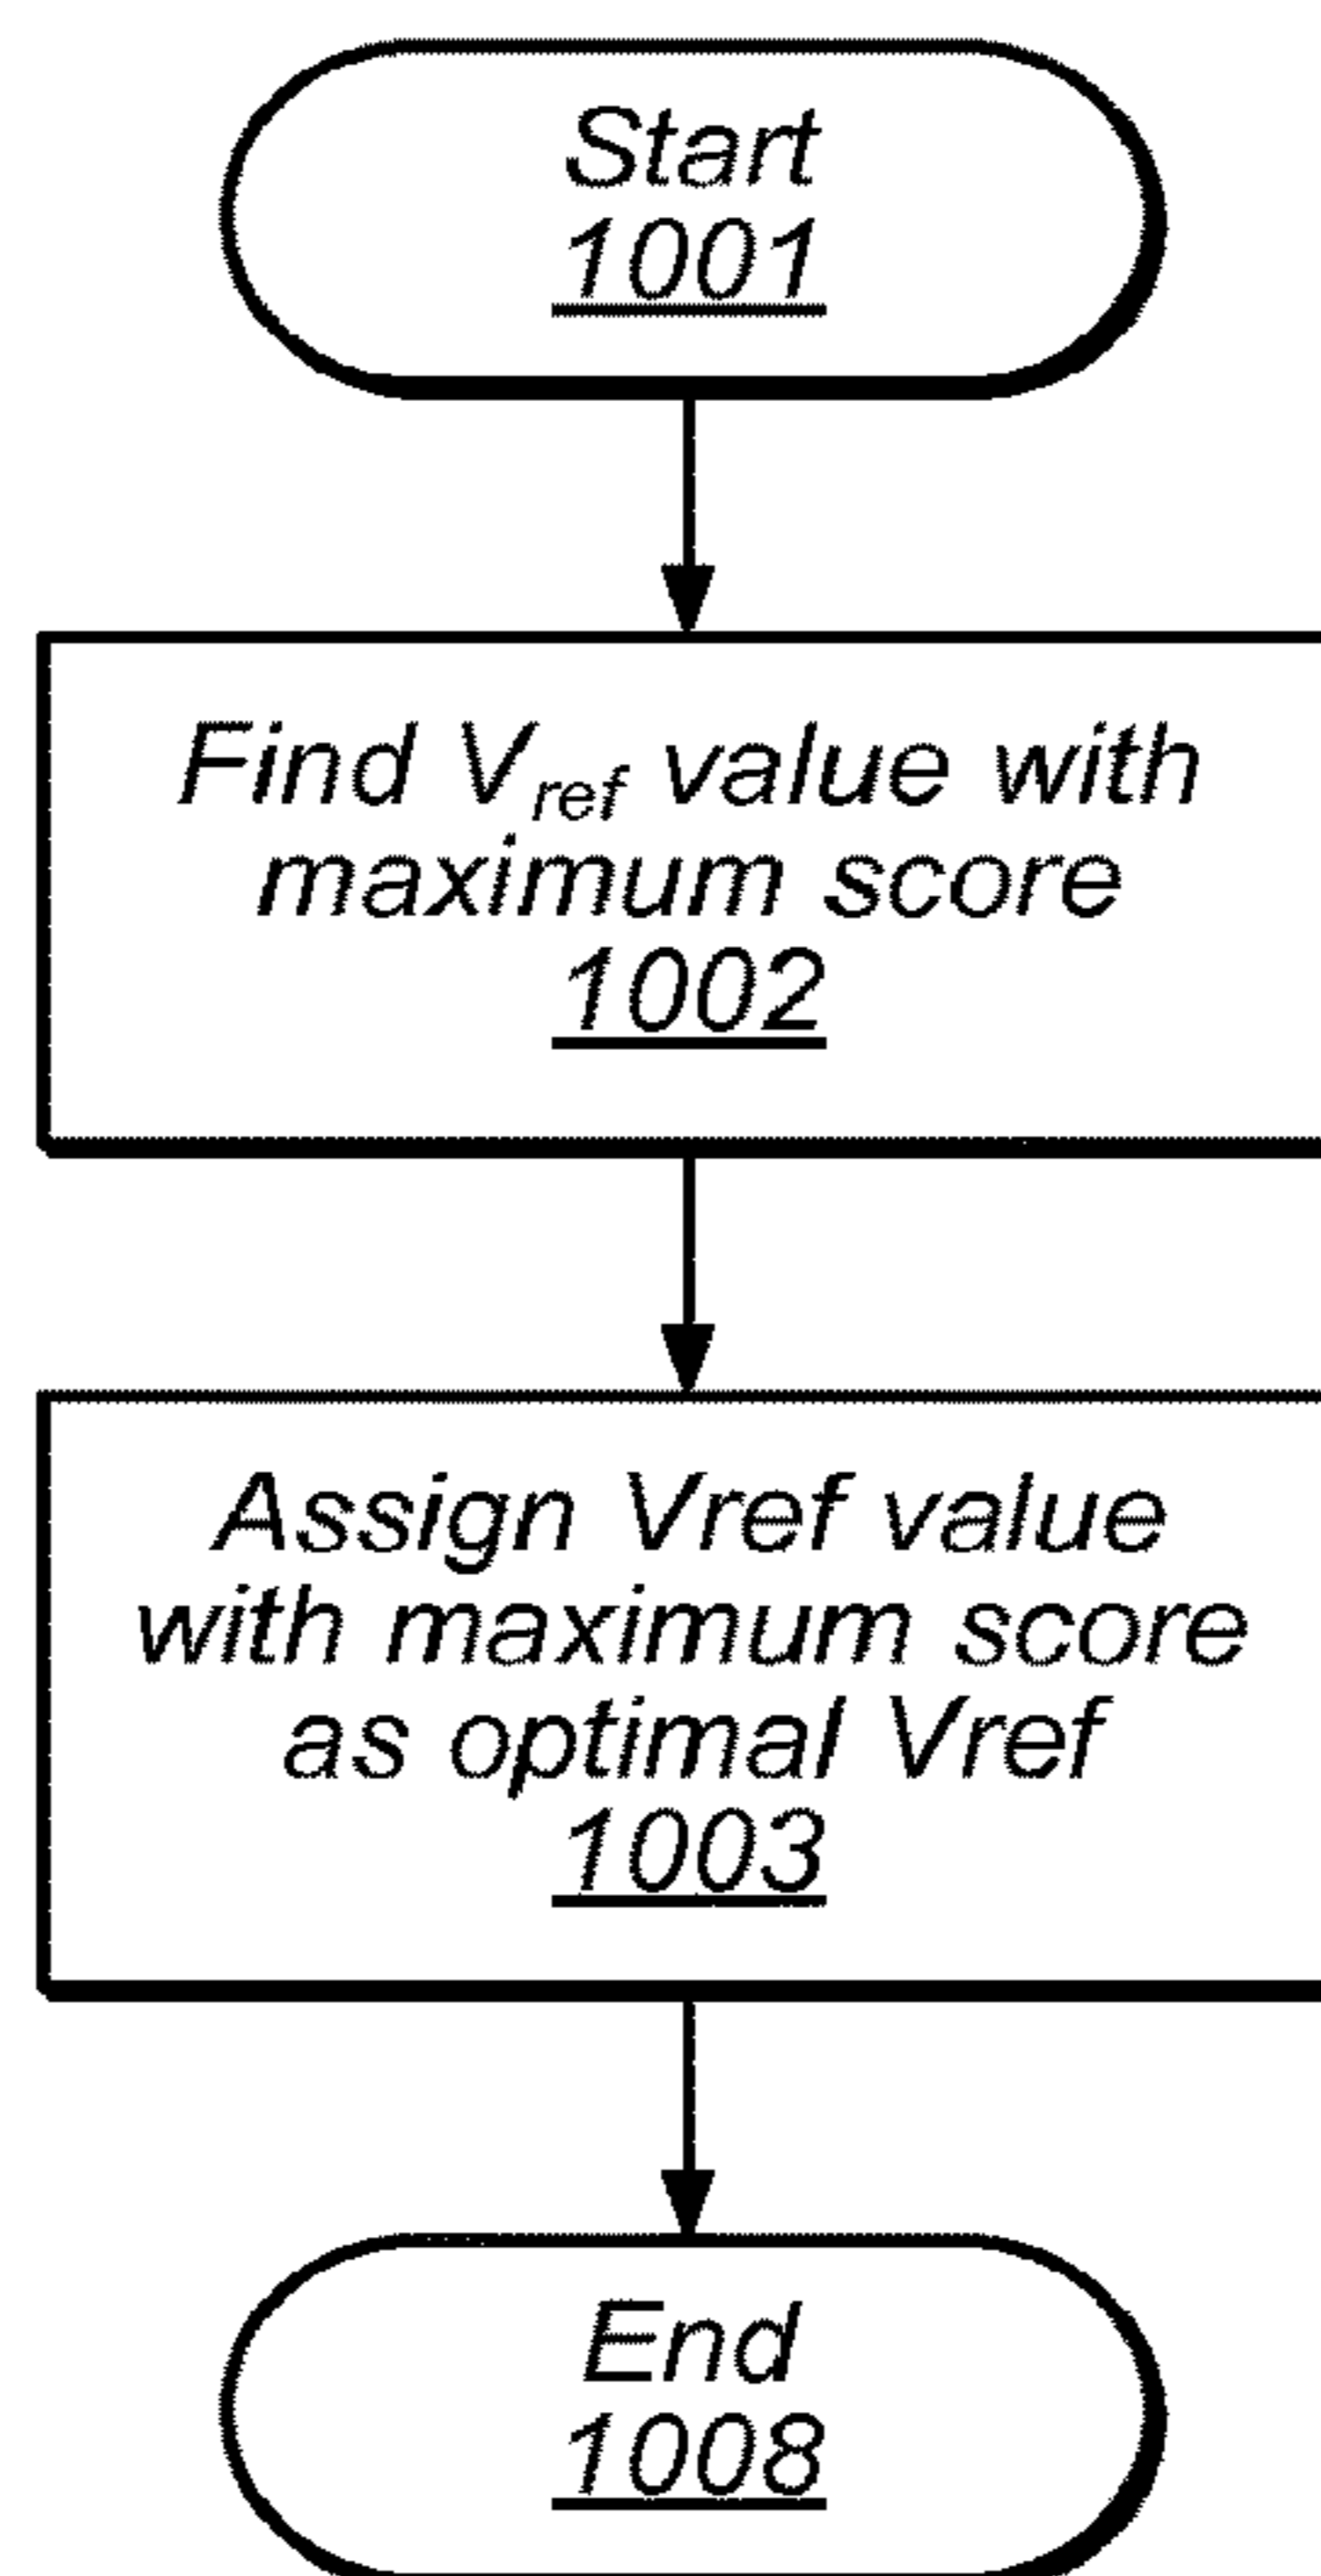 Start
1001
Find Vref value with
maximum score
1002
Assign Vref value
with maximum score
as optimal Vref
1003
End
1008